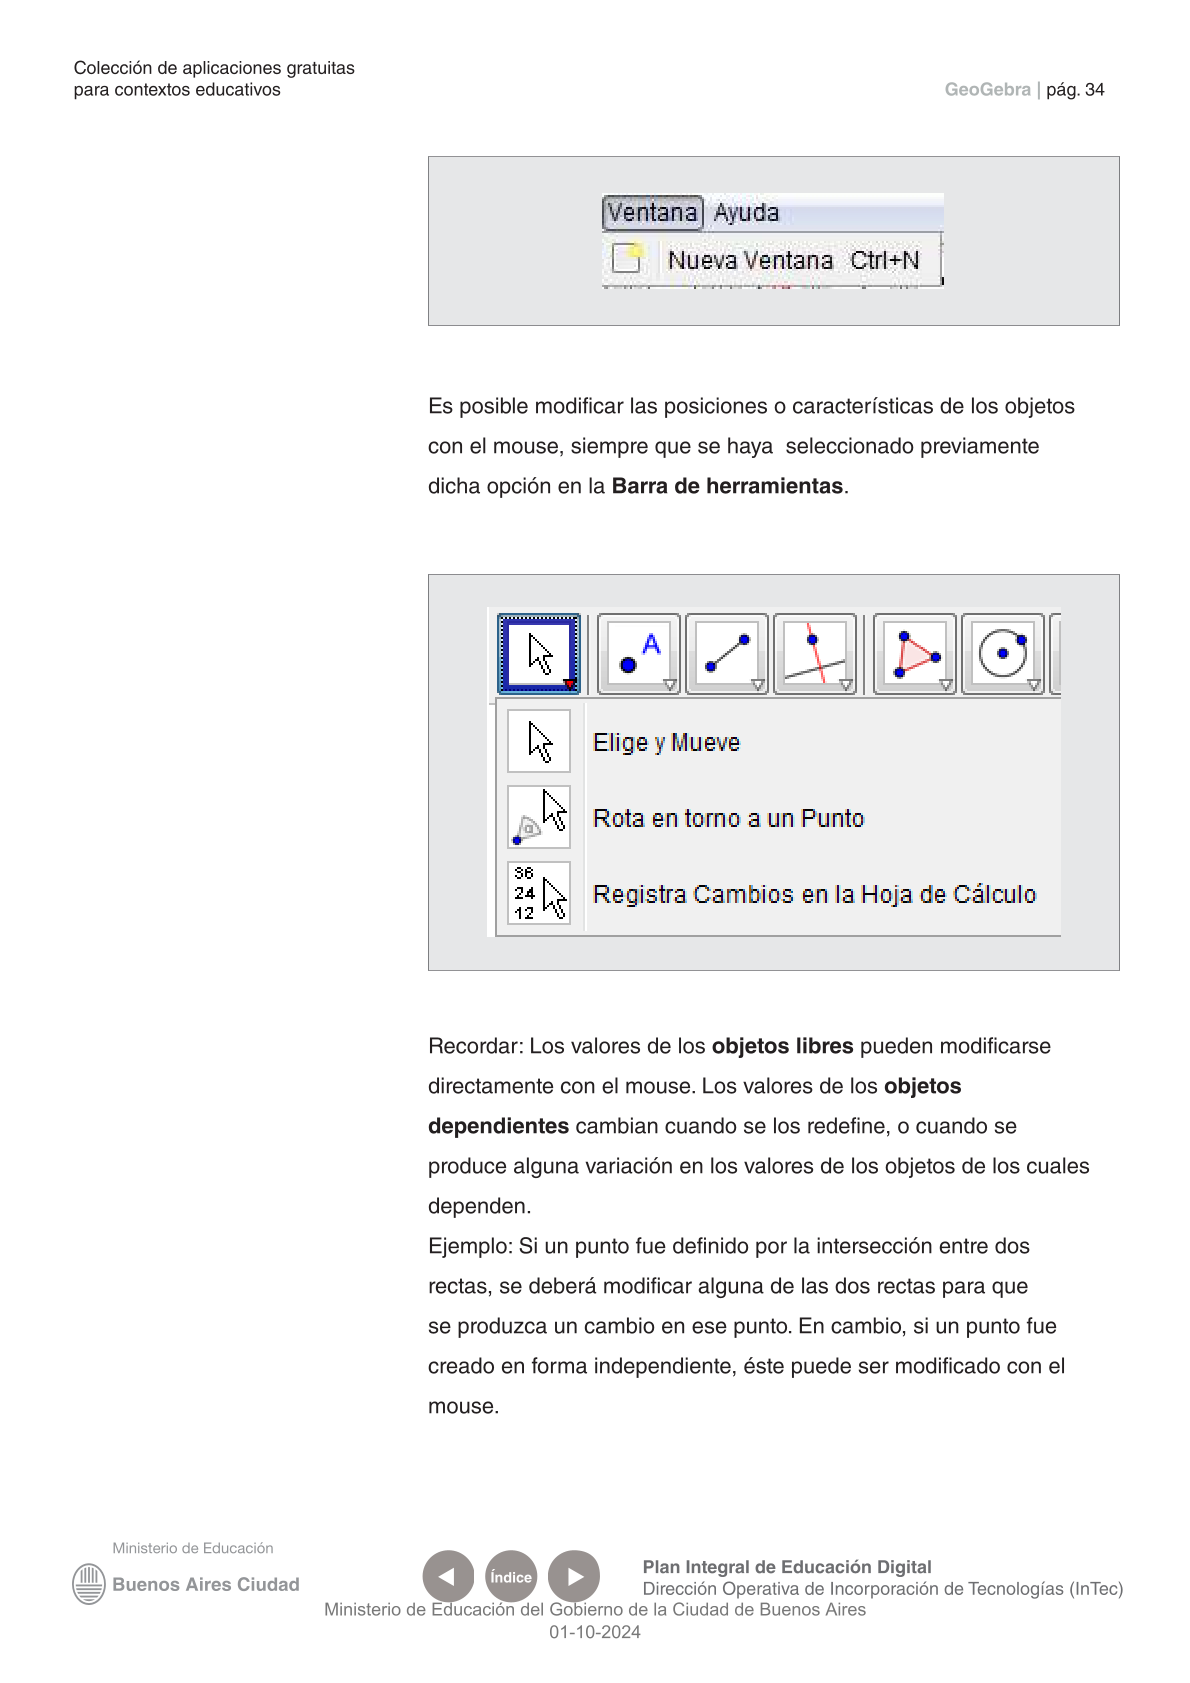 Colección de aplicaciones gratuitas
para contextos educativos
GeoGebra | pág. 34
Ventana Ayuda
Nueva Ventana Ctrl+N
Es posible modificar las posiciones o características de los objetos
con el mouse, siempre que se haya seleccionado previamente
dicha opción en la Barra de herramientas.
A
Elige y Mueve
Rota en torno a un Punto
36
24
12
Registra Cambios en la Hoja de Cálculo
Recordar: Los valores de los objetos libres pueden modificarse
directamente con el mouse. Los valores de los objetos
dependientes cambian cuando se los redefine, o cuando se
produce alguna variación en los valores de los objetos de los cuales
dependen.
Ejemplo: Si un punto fue definido por la intersección entre dos
rectas, se deberá modificar alguna de las dos rectas para que
se produzca un cambio en ese punto. En cambio, si un punto fue
creado en forma independiente, éste puede ser modificado con el
mouse.
Ministerio de Educación
Buenos Aires Ciudad
Índice
Plan Integral de Educación Digital
Dirección Operativa de Incorporación de Tecnologías (InTec)
Ministerio de Educación del Gobierno de la Ciudad de Buenos Aires
01-10-2024